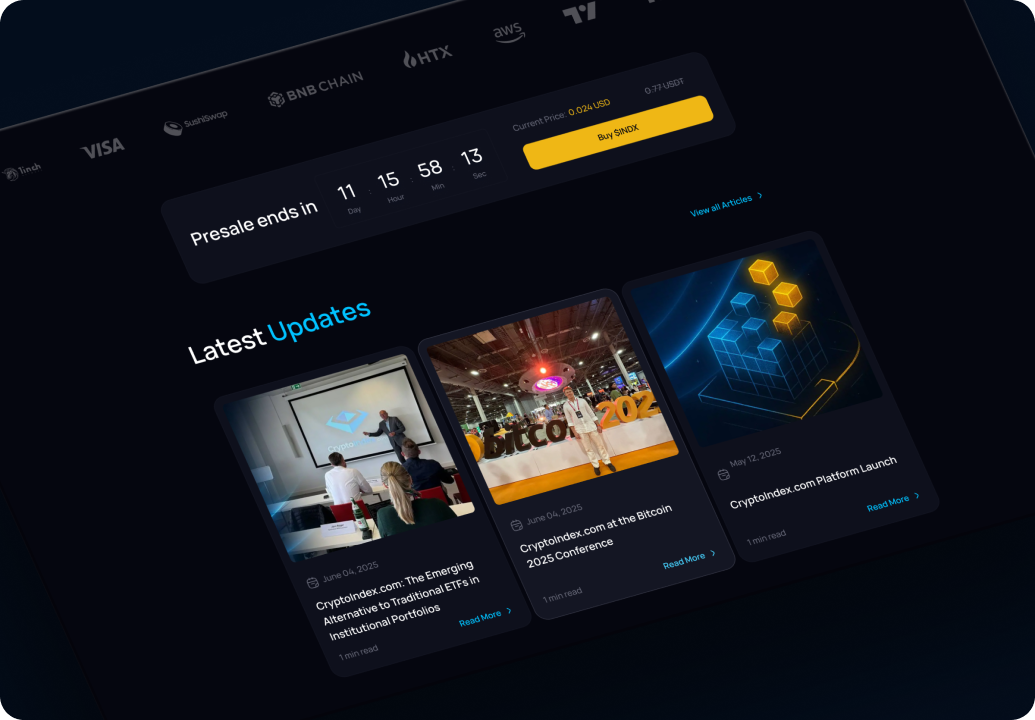 1inch
VISA
SushiSwap
BNB CHAIN
HTX
aws
Presale ends in
11 : 15 : 58 : 13
Day Hour Min Sec
Current Price: 0.024 USD
0.77 USDT
Buy $INDX
Latest Updates
View all Articles
Crypto
June 04, 2025
CryptoIndex.com: The Emerging
Alternative to Traditional ETFs in
Institutional Portfolios
1 min read
Read More
bitco
202
June 04, 2025
CryptoIndex.com at the Bitcoin
2025 Conference
1 min read
Read More
May 12, 2025
CryptoIndex.com Platform Launch
1 min read
Read More